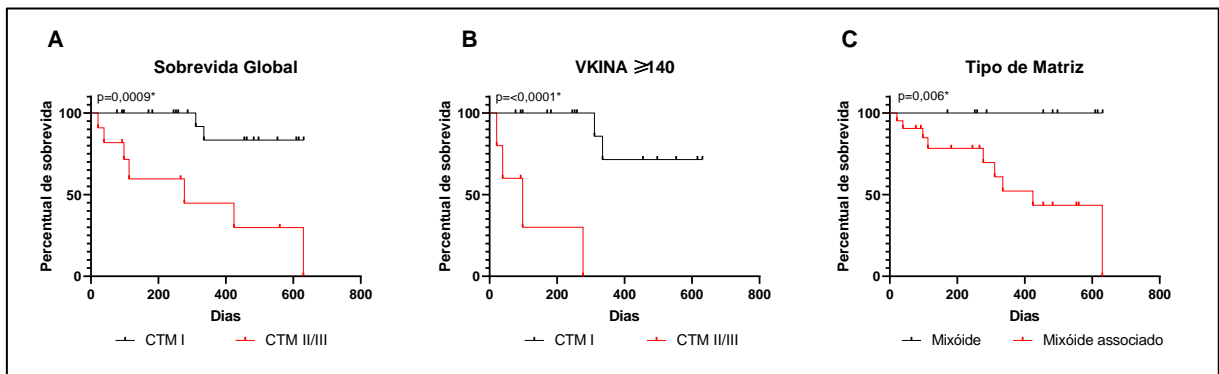 A
Sobrevida Global
p=0,0009*
Percentual de sobrevida
100
50
0
0 200 400 600 800
Dias
CTM I CTM II/III
B
VKINA ⩾140
p=<0,0001*
Percentual de sobrevida
100
50
0
0 200 400 600 800
Dias
CTM I CTM II/III
C
Tipo de Matriz
p=0,006*
Percentual de sobrevida
100
50
0
0 200 400 600 800
Dias
Mixóide Mixóide associado